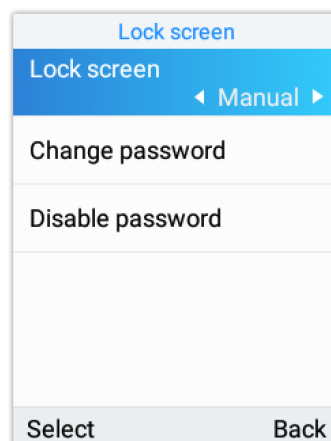 Lock screen
Lock screen
Manual
Change password
Disable password
Select Back